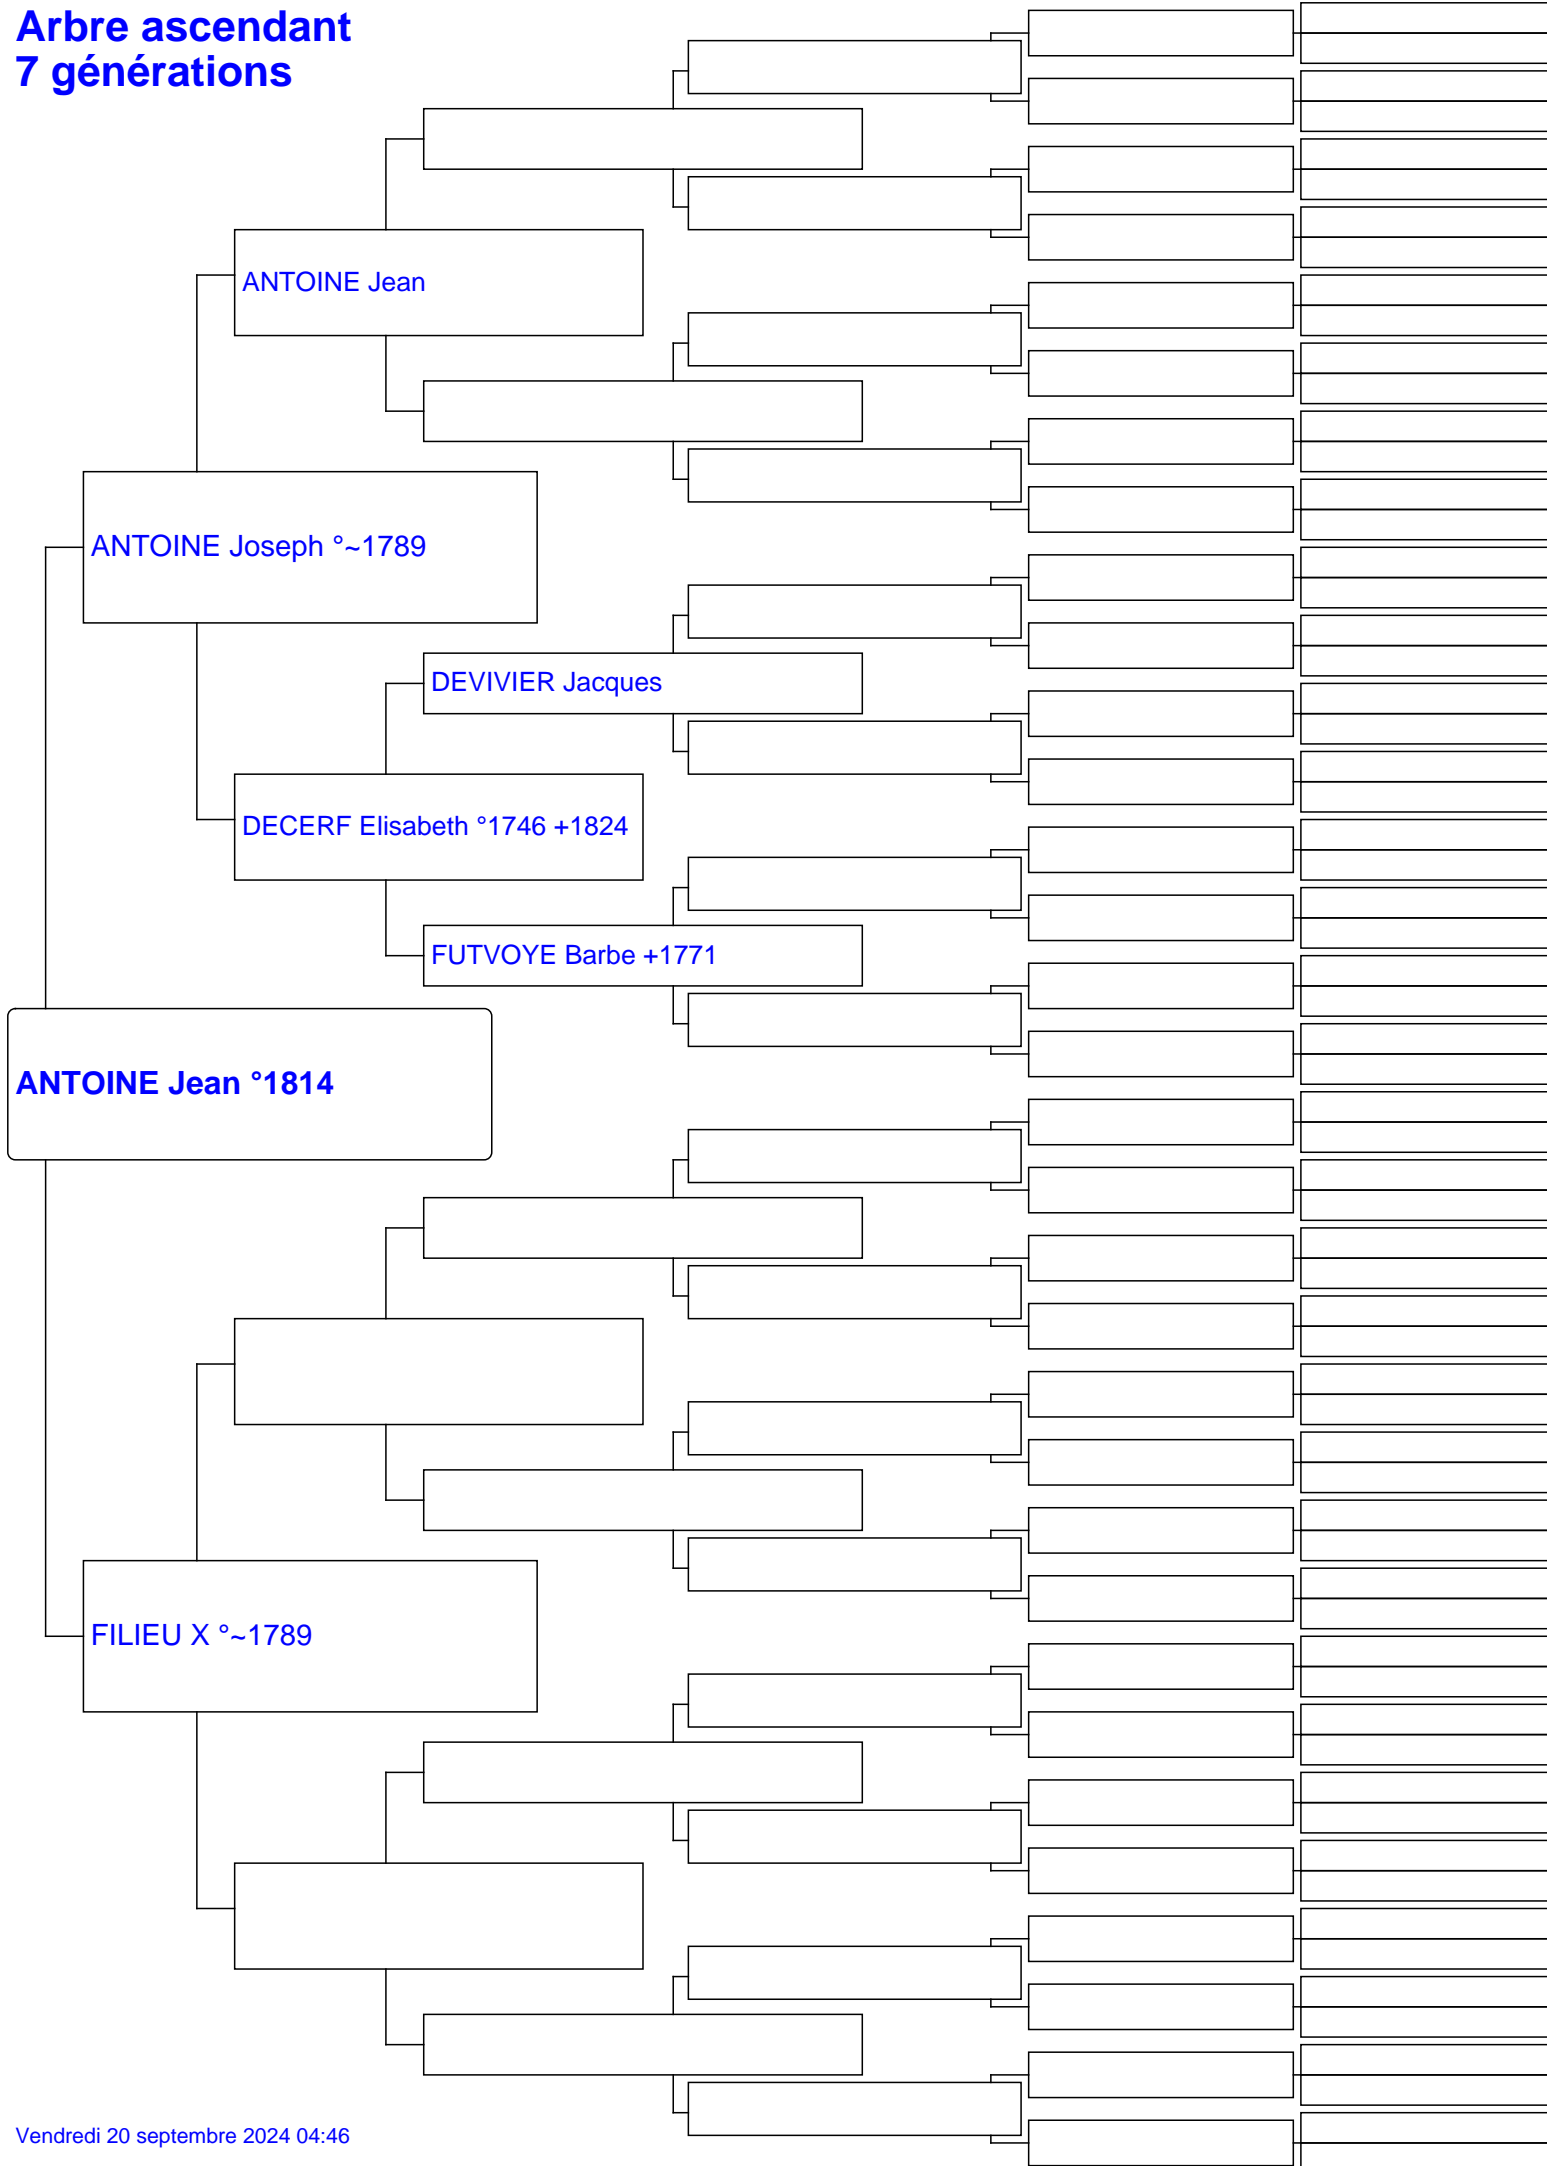 Arbre ascendant
7 générations
ANTOINE Jean
ANTOINE Joseph °~1789
DEVIVIER Jacques
DECERF Elisabeth °1746 +1824
FUTVOYE Barbe +1771
ANTOINE Jean °1814
FILIEU X °~1789
Vendredi 20 septembre 2024 04:46